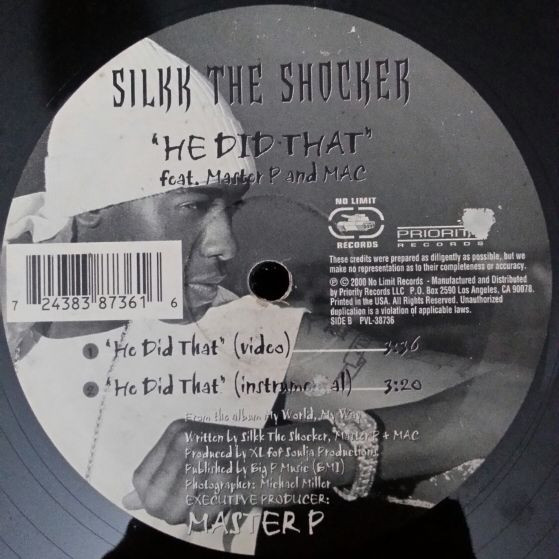 SILKK THE SHOCKER
"HE DID THAT"
feat. Master P and MAC
NO LIMIT
RECORDS
PRIORITY
RECORDS
These credits were prepared as diligently as possible, but we
make no representation as to their completeness or accuracy.
℗ © 2000 No Limit Records - Manufactured and Distributed
by Priority Records LLC P.O. Box 2590 Los Angeles, CA 90078.
Printed in the USA. All Rights Reserved. Unauthorized
duplication is a violation of applicable laws.
SIDE B PVL-38736
7 24383 87361 6
1 "He Did That" (video) 3:36
2 "He Did That" (instrumental) 3:20
From the album My World, My Way
Written by Silkk The Shocker, Master P + MAC
Produced by XL for Soulja Productions
Published by Big P Music (BMI)
Photographer: Michael Miller
EXECUTIVE PRODUCER:
MASTER P